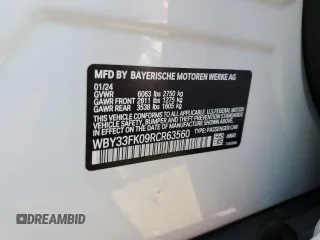 MFD BY BAYERISCHE MOTOREN WERKE AG
01/24
GVWR 6063 lbs 2750 kg
GAWR FRONT 2811 lbs 1275 kg
GAWR REAR 3538 lbs 1605 kg
THIS VEHICLE CONFORMS TO ALL APPLICABLE
FEDERAL MOTOR VEHICLE SAFETY, BUMPER
AND THEFT PREVENTION STANDARDS IN EFFECT
ON THE DATE OF MANUFACTURE SHOWN ABOVE
WBY33FK09RCR63560
TYPE: PASSENGER CAR
DREAMBID
DREAMBID